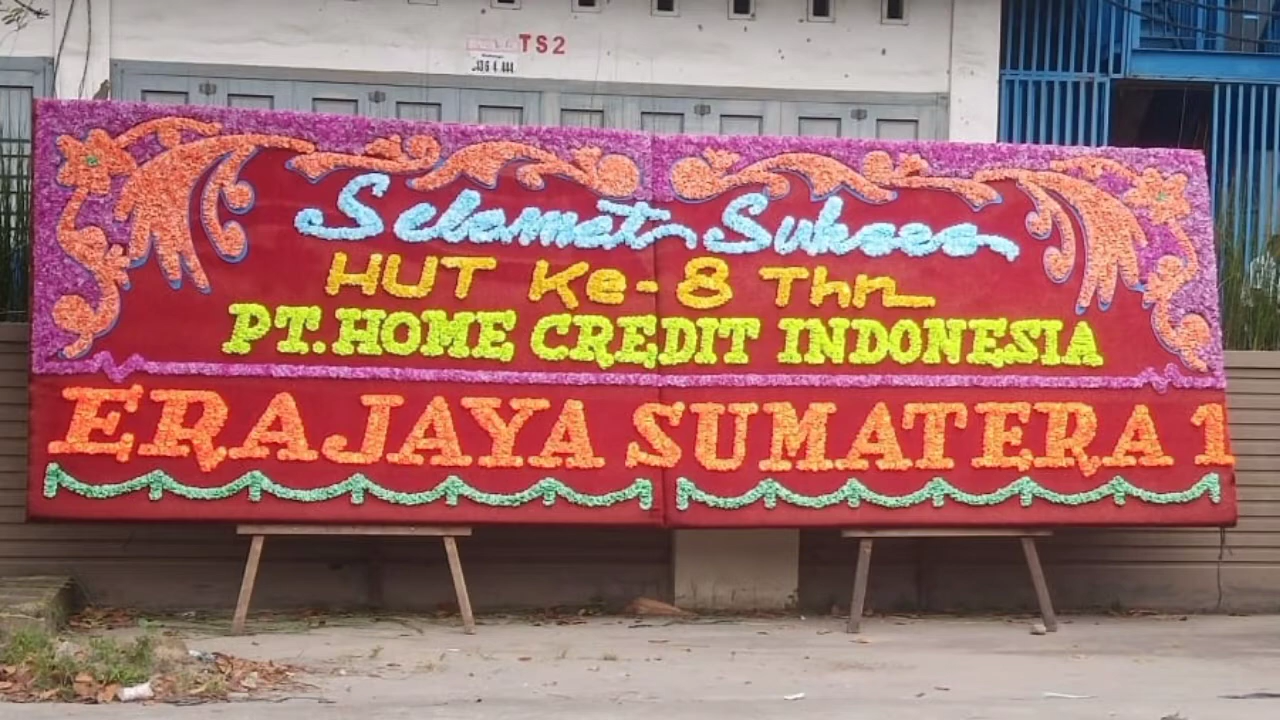 TS2
Selamat Sukses
HUT Ke-8 Thn
PT. HOME CREDIT INDONESIA
ERAJAYA SUMATERA 1